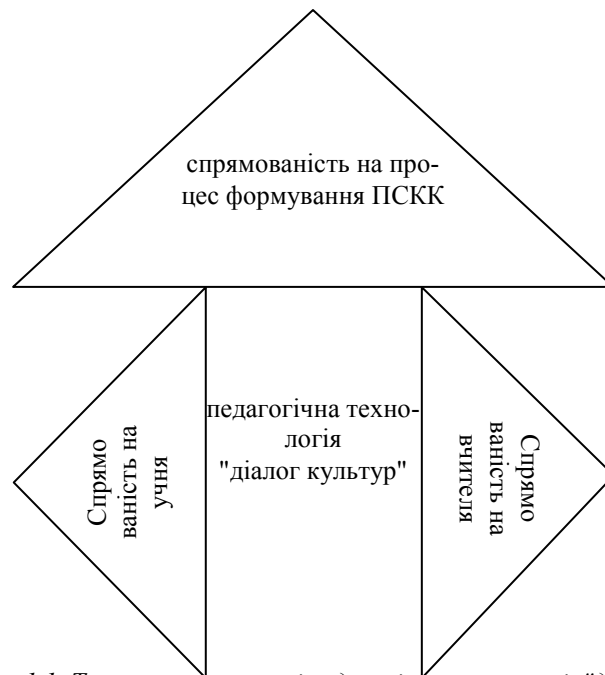 спрямованість на про-
цес формування ПСКК
педагогічна техно-
логія
"діалог культур"
Спрямо
ваність на
учня
Спрямо
ваність на
вчителя